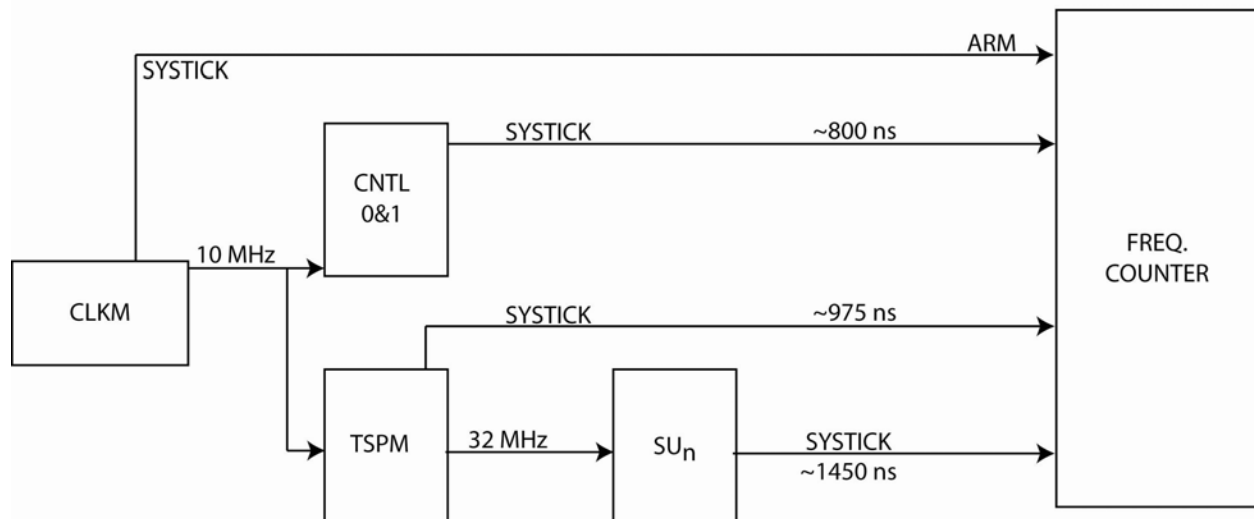 ARM
SYSTICK
SYSTICK
~800 ns
CNTL
0&1
10 MHz
FREQ.
COUNTER
CLKM
SYSTICK
~975 ns
TSPM
32 MHz
SUn
SYSTICK
~1450 ns